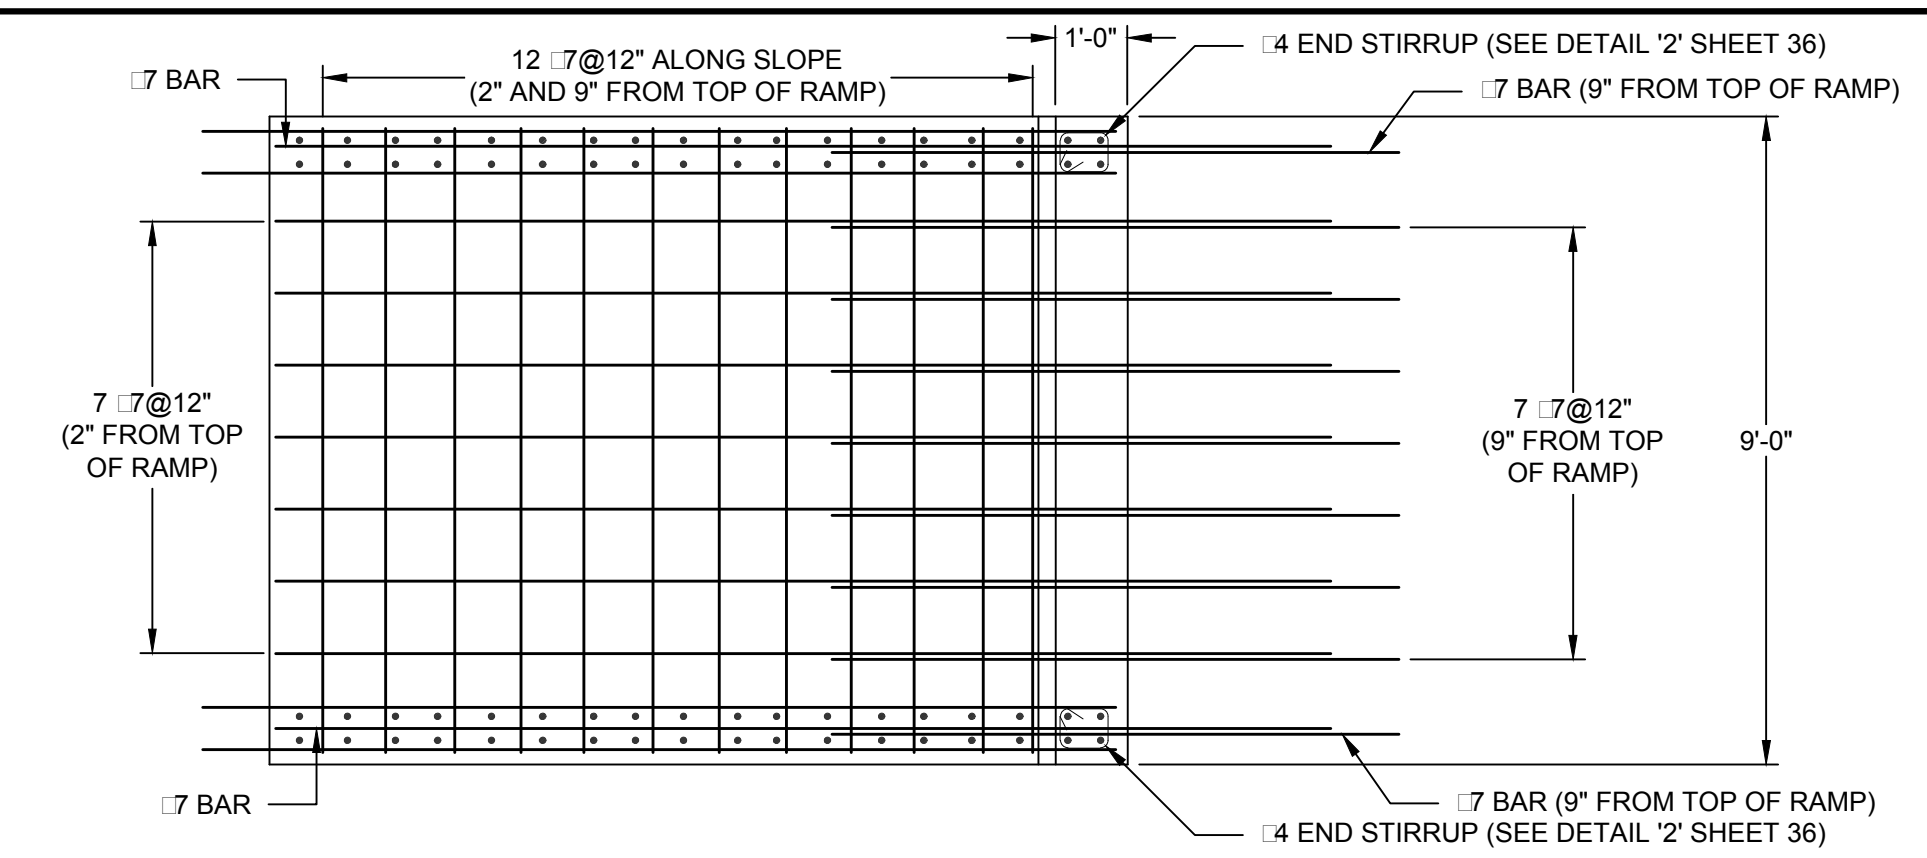 1'-0"
□4 END STIRRUP (SEE DETAIL '2' SHEET 36)
12 □7@12" ALONG SLOPE
(2" AND 9" FROM TOP OF RAMP)
□7 BAR
□7 BAR (9" FROM TOP OF RAMP)
7 □7@12"
(2" FROM TOP
OF RAMP)
7 □7@12"
(9" FROM TOP
OF RAMP)
9'-0"
□7 BAR
□7 BAR (9" FROM TOP OF RAMP)
□4 END STIRRUP (SEE DETAIL '2' SHEET 36)